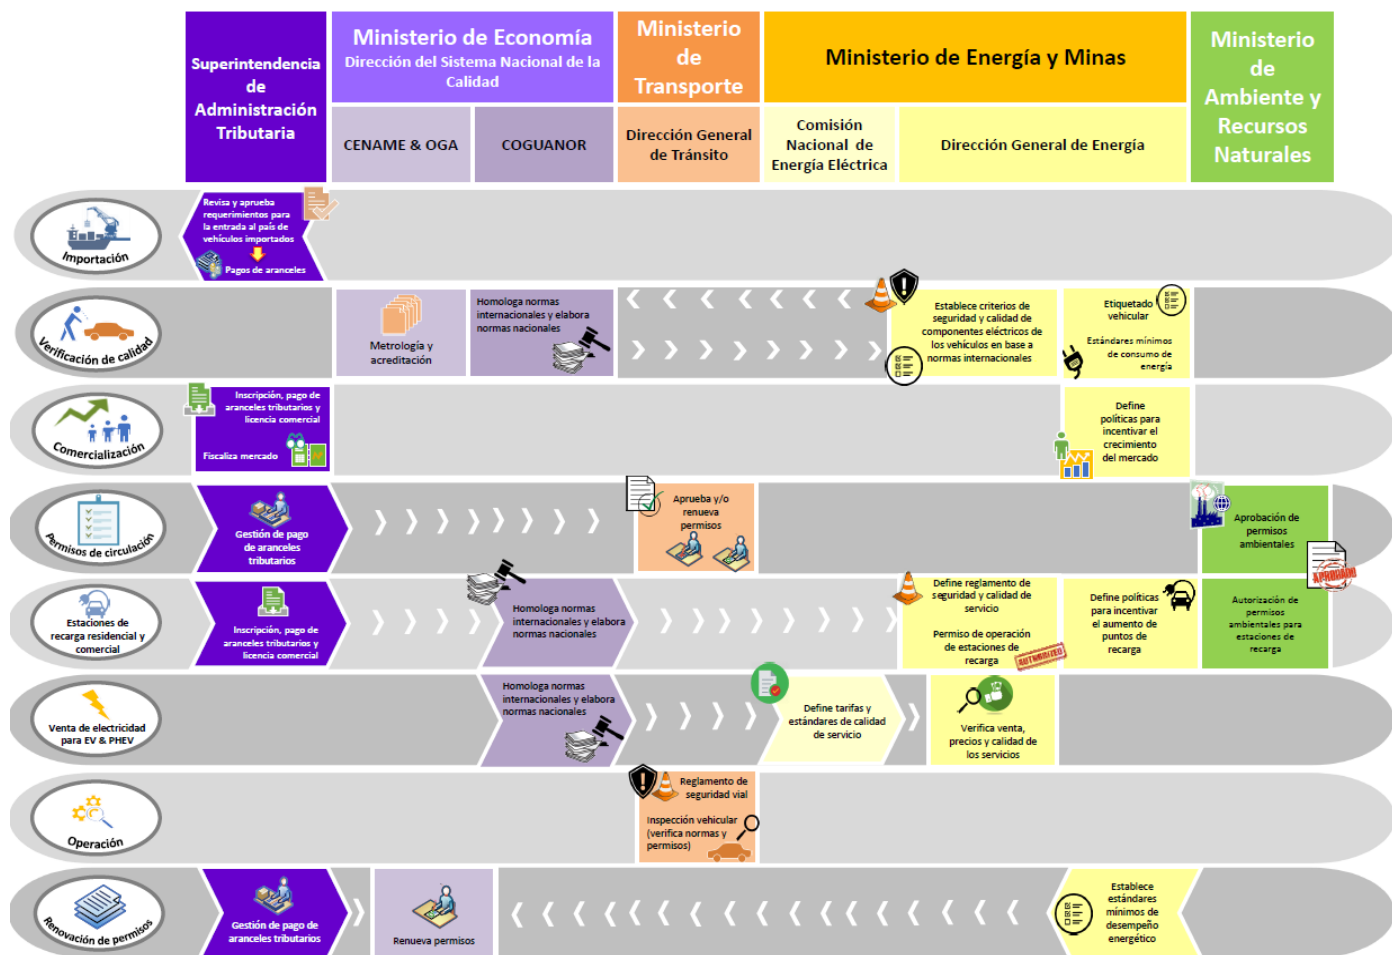 Superintendencia
de
Administración
Tributaria
Ministerio de Economía
Dirección del Sistema Nacional de la
Calidad
CENAME & OGA
COGUANOR
Ministerio
de
Transporte
Dirección General
de Tránsito
Ministerio de Energía y Minas
Comisión
Nacional de
Energía Eléctrica
Dirección General de Energía
Ministerio
de
Ambiente y
Recursos
Naturales
Importación
Revisa y aprueba
requerimientos para
la entrada al país de
vehículos importados
Pagos de aranceles
Verificación de calidad
Metrología y
acreditación
Homologa normas
internacionales y elabora
normas nacionales
Establece criterios de
seguridad y calidad de
componentes eléctricos de
los vehículos en base a
normas internacionales
Etiquetado
vehicular
Estándares mínimos
de consumo de
energía
Comercialización
Inscripción, pago de
aranceles tributarios y
licencia comercial
Fiscaliza mercado
Define
políticas para
incentivar el
crecimiento
del mercado
Permisos de circulación
Gestión de pago
de aranceles
tributarios
Aprueba y/o
renueva
permisos
Aprobación de
permisos
ambientales
APROBADO
Estaciones de
recarga residencial y
comercial
Inscripción, pago de
aranceles tributarios y
licencia comercial
Homologa normas
internacionales y elabora
normas nacionales
Define reglamento de
seguridad y calidad de
servicio
Permiso de operación
de estaciones de
recarga
AUTHORIZED
Define políticas
para incentivar
el aumento de
puntos de
recarga
Autorización de
permisos
ambientales para
estaciones de
recarga
Venta de electricidad
para EV & PHEV
Homologa normas
internacionales y elabora
normas nacionales
Define tarifas y
estándares de calidad
de servicio
Verifica venta,
precios y calidad de
los servicios
Operación
Reglamento de
seguridad vial
Inspección vehicular
(verifica normas y
permisos)
Renovación de permisos
Gestión de pago de
aranceles tributarios
Renueva permisos
Establece
estándares
mínimos de
desempeño
energético